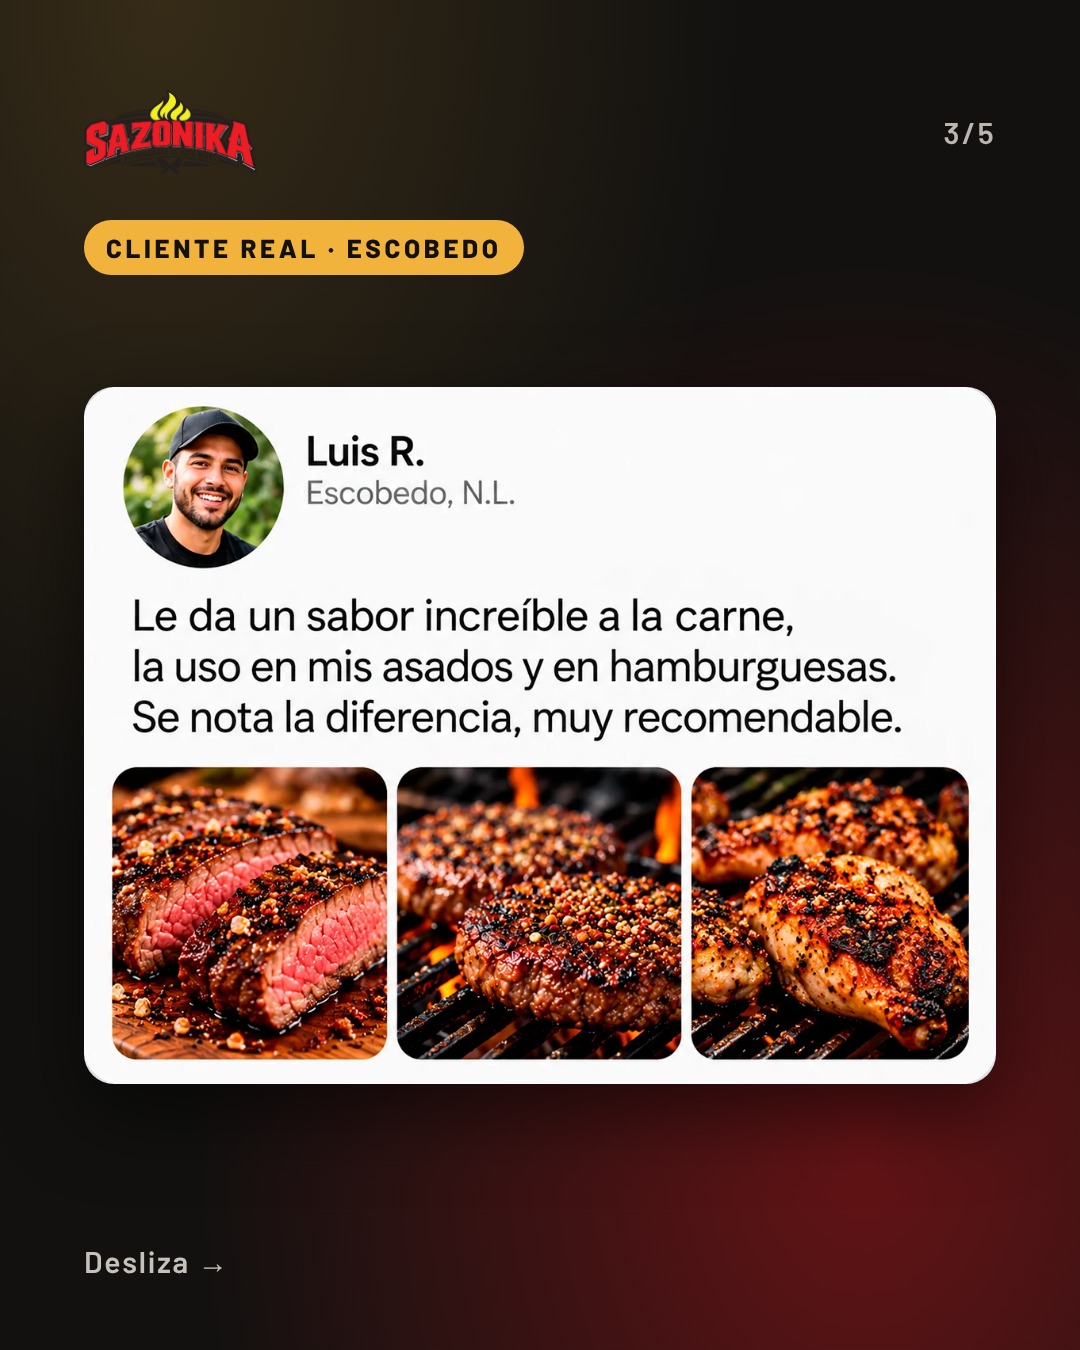 SAZONIKA
3/5
CLIENTE REAL · ESCOBEDO
Luis R.
Escobedo, N.L.
Le da un sabor increíble a la carne,
la uso en mis asados y en hamburguesas.
Se nota la diferencia, muy recomendable.
Desliza →